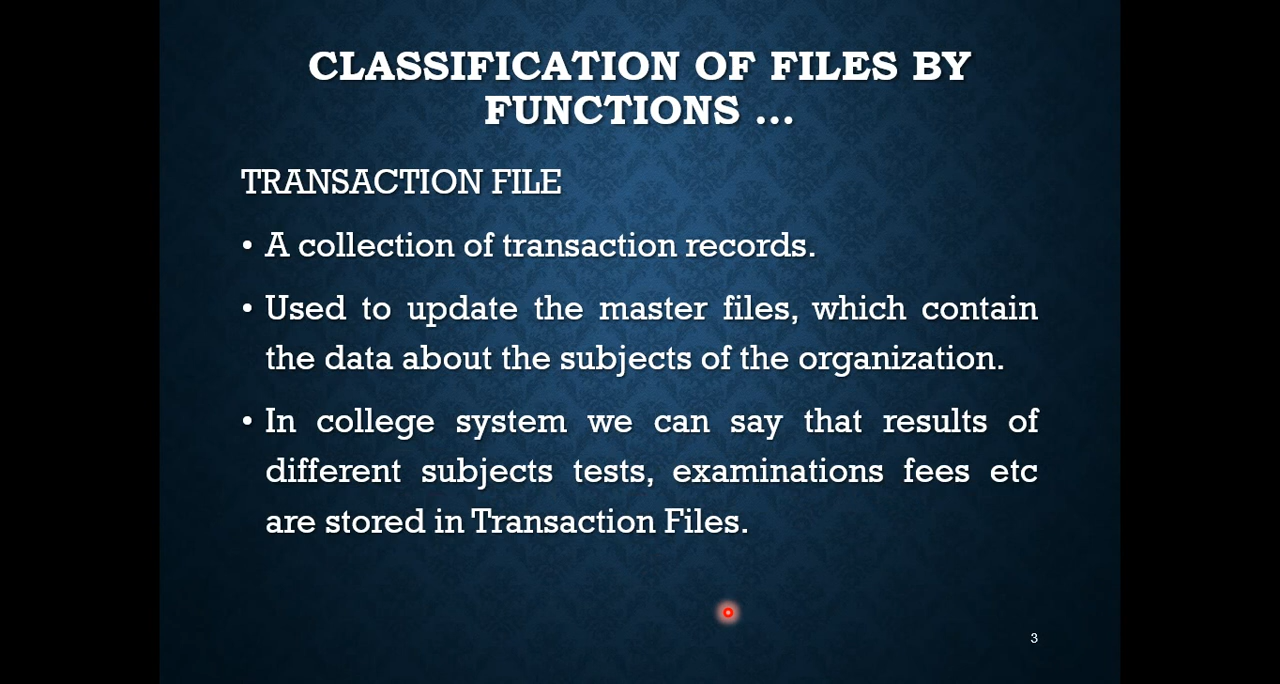 CLASSIFICATION OF FILES BY
FUNCTIONS ...
TRANSACTION FILE
• A collection of transaction records.
• Used to update the master files, which contain
the data about the subjects of the organization.
• In college system we can say that results of
different subjects tests, examinations fees etc
are stored in Transaction Files.
3